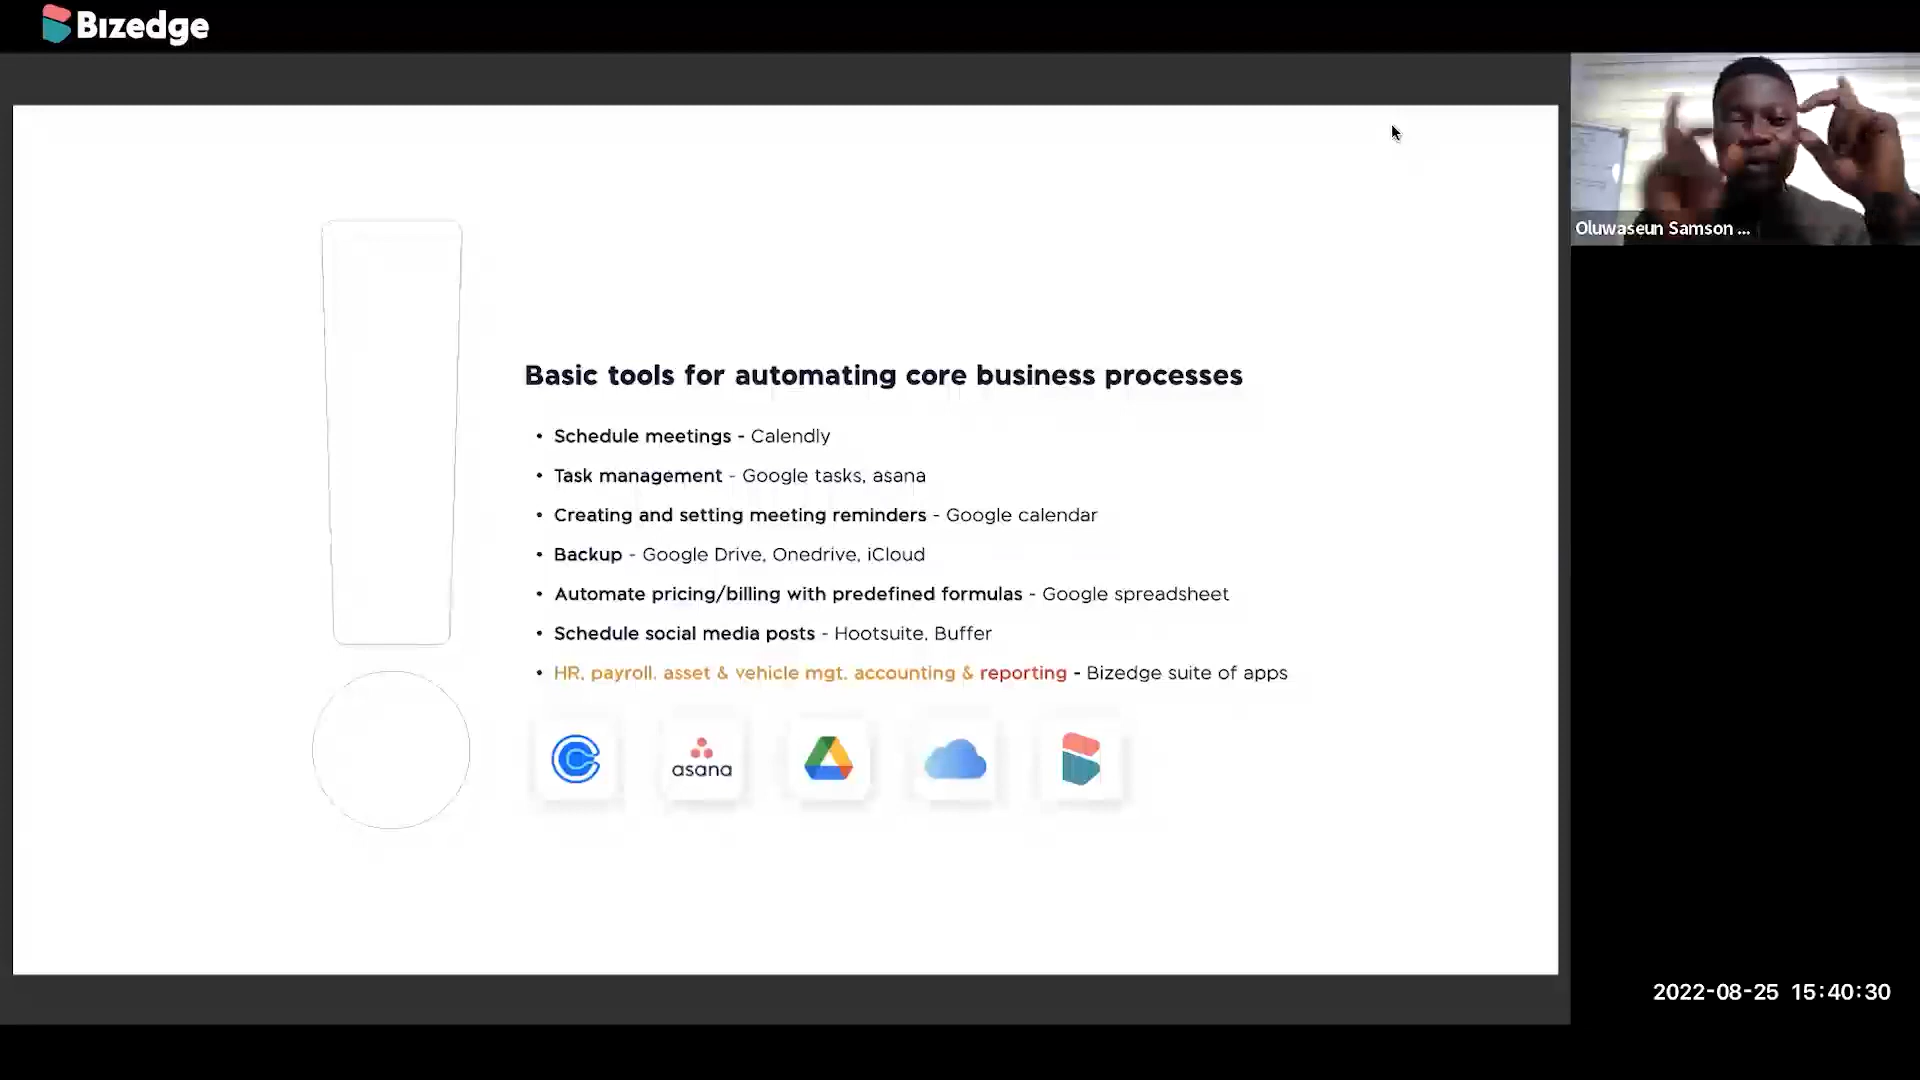 Bizedge
Oluwaseun Samson ...
Basic tools for automating core business processes
• Schedule meetings - Calendly
• Task management - Google tasks, asana
• Creating and setting meeting reminders - Google calendar
• Backup - Google Drive, Onedrive, iCloud
• Automate pricing/billing with predefined formulas - Google spreadsheet
• Schedule social media posts - Hootsuite, Buffer
• HR, payroll, asset & vehicle mgt, accounting & reporting - Bizedge suite of apps
asana
2022-08-25 15:40:30